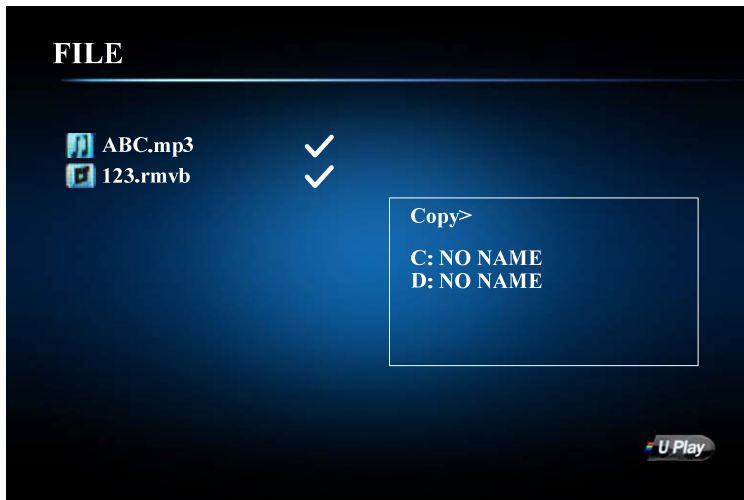 FILE
ABC.mp3
123.rmvb
Copy>
C: NO NAME
D: NO NAME
U Play